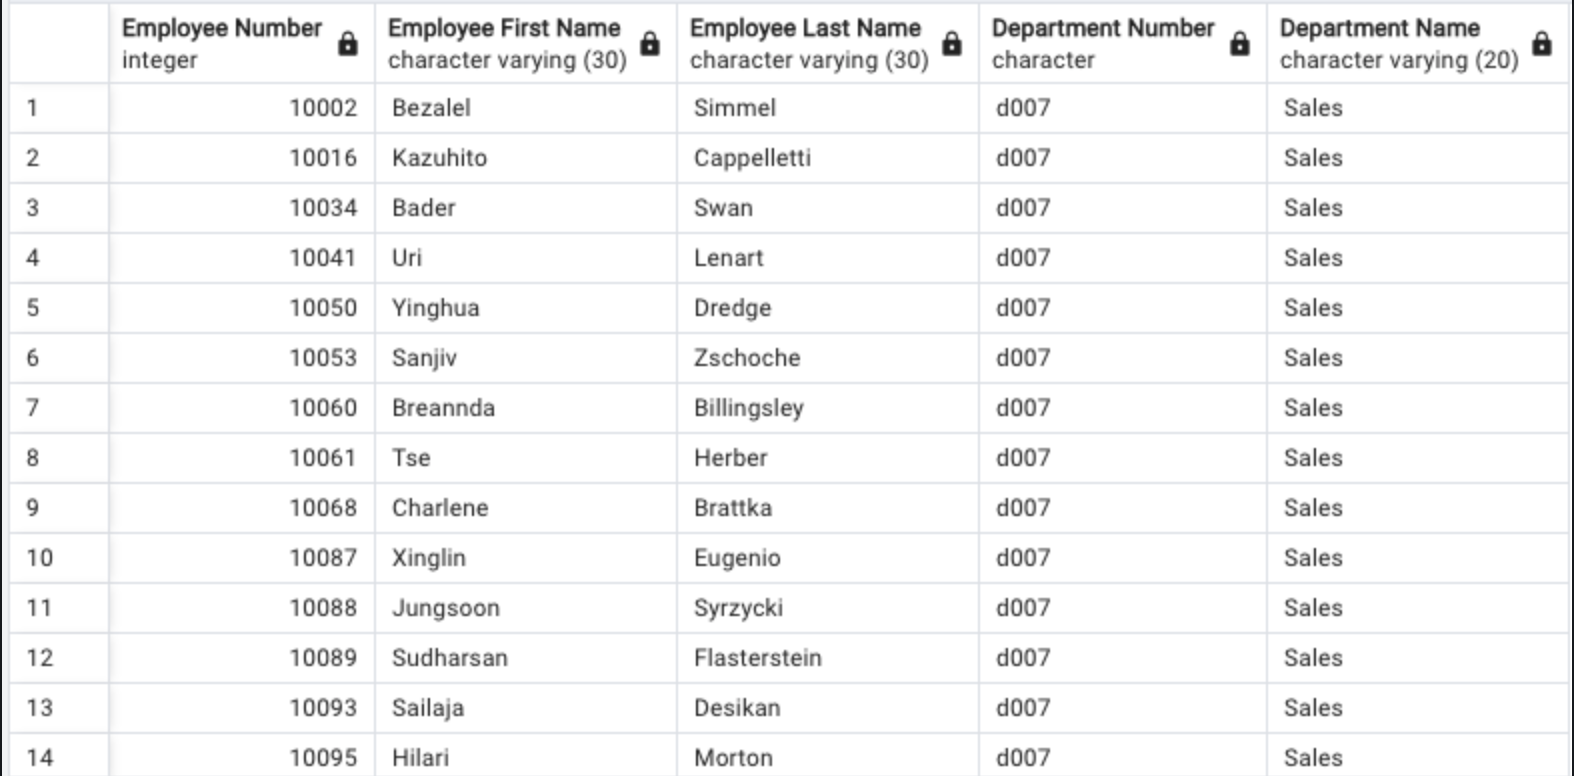 Employee Number Employee First Name Employee Last Name Department Number Department Name
integer character varying (30) character varying (30) character character varying (20)
1 10002 Bezalel Simmel d007 Sales
2 10016 Kazuhito Cappelletti d007 Sales
3 10034 Bader Swan d007 Sales
4 10041 Uri Lenart d007 Sales
5 10050 Yinghua Dredge d007 Sales
6 10053 Sanjiv Zschoche d007 Sales
7 10060 Breannda Billingsley d007 Sales
8 10061 Tse Herber d007 Sales
9 10068 Charlene Brattka d007 Sales
10 10087 Xinglin Eugenio d007 Sales
11 10088 Jungsoon Syrzycki d007 Sales
12 10089 Sudharsan Flasterstein d007 Sales
13 10093 Sailaja Desikan d007 Sales
14 10095 Hilari Morton d007 Sales